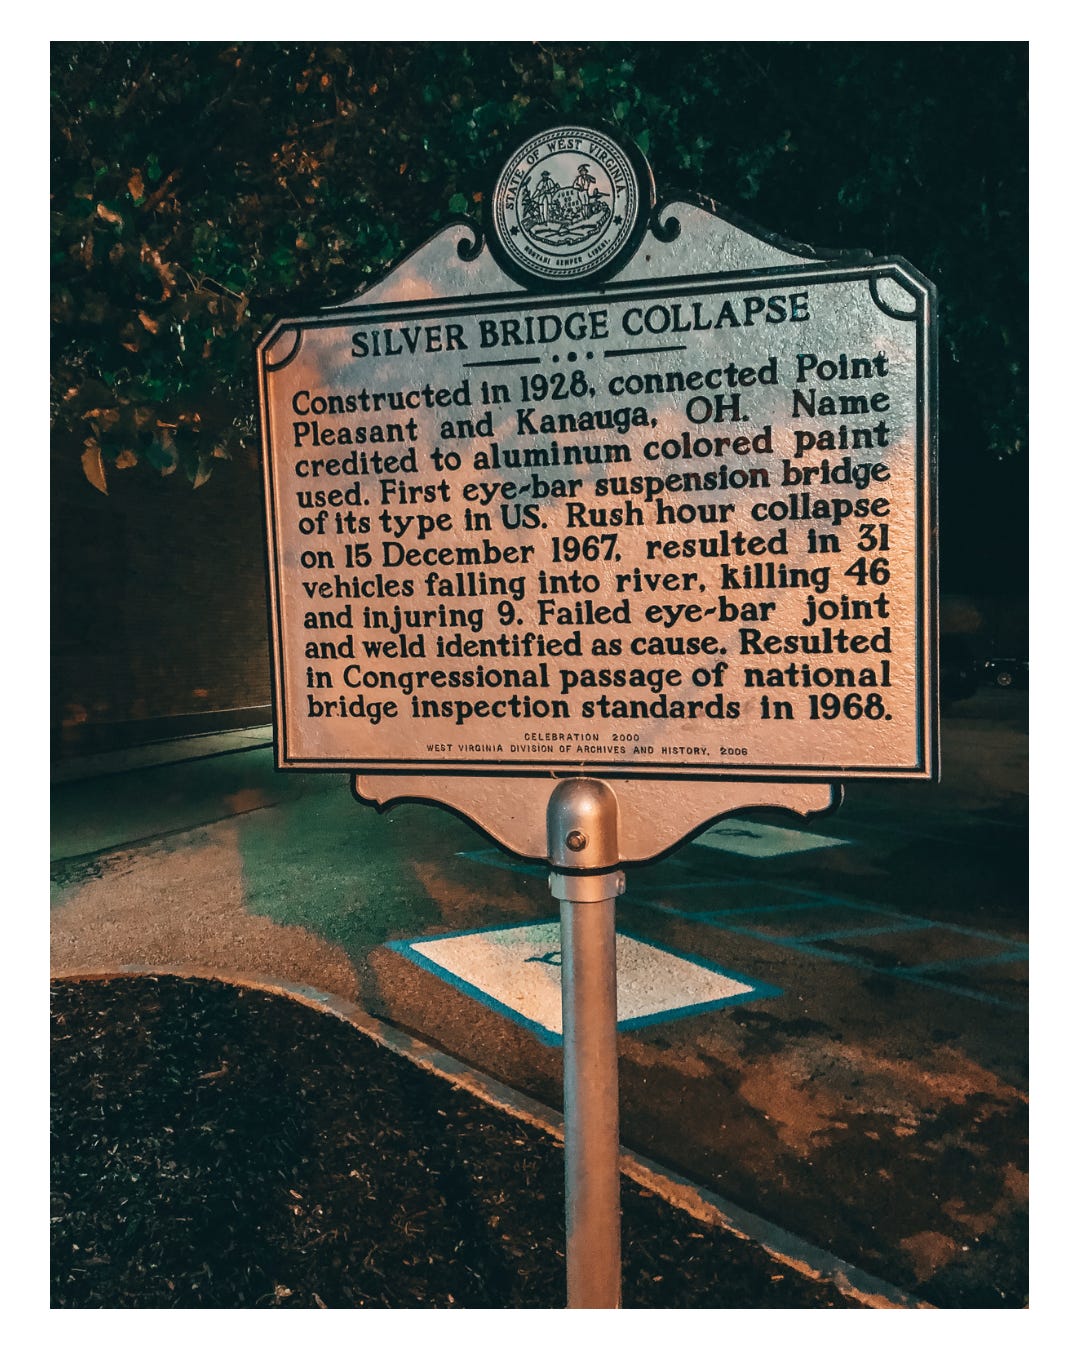 STATE OF WEST VIRGINIA.
MONTANI SEMPER LIBERI.
SILVER BRIDGE COLLAPSE
Constructed in 1928, connected Point
Pleasant and Kanauga, OH. Name
credited to aluminum colored paint
used. First eye-bar suspension bridge
of its type in US. Rush hour collapse
on 15 December 1967, resulted in 31
vehicles falling into river, killing 46
and injuring 9. Failed eye-bar joint
and weld identified as cause. Resulted
in Congressional passage of national
bridge inspection standards in 1968.
CELEBRATION 2000
WEST VIRGINIA DIVISION OF ARCHIVES AND HISTORY, 2006